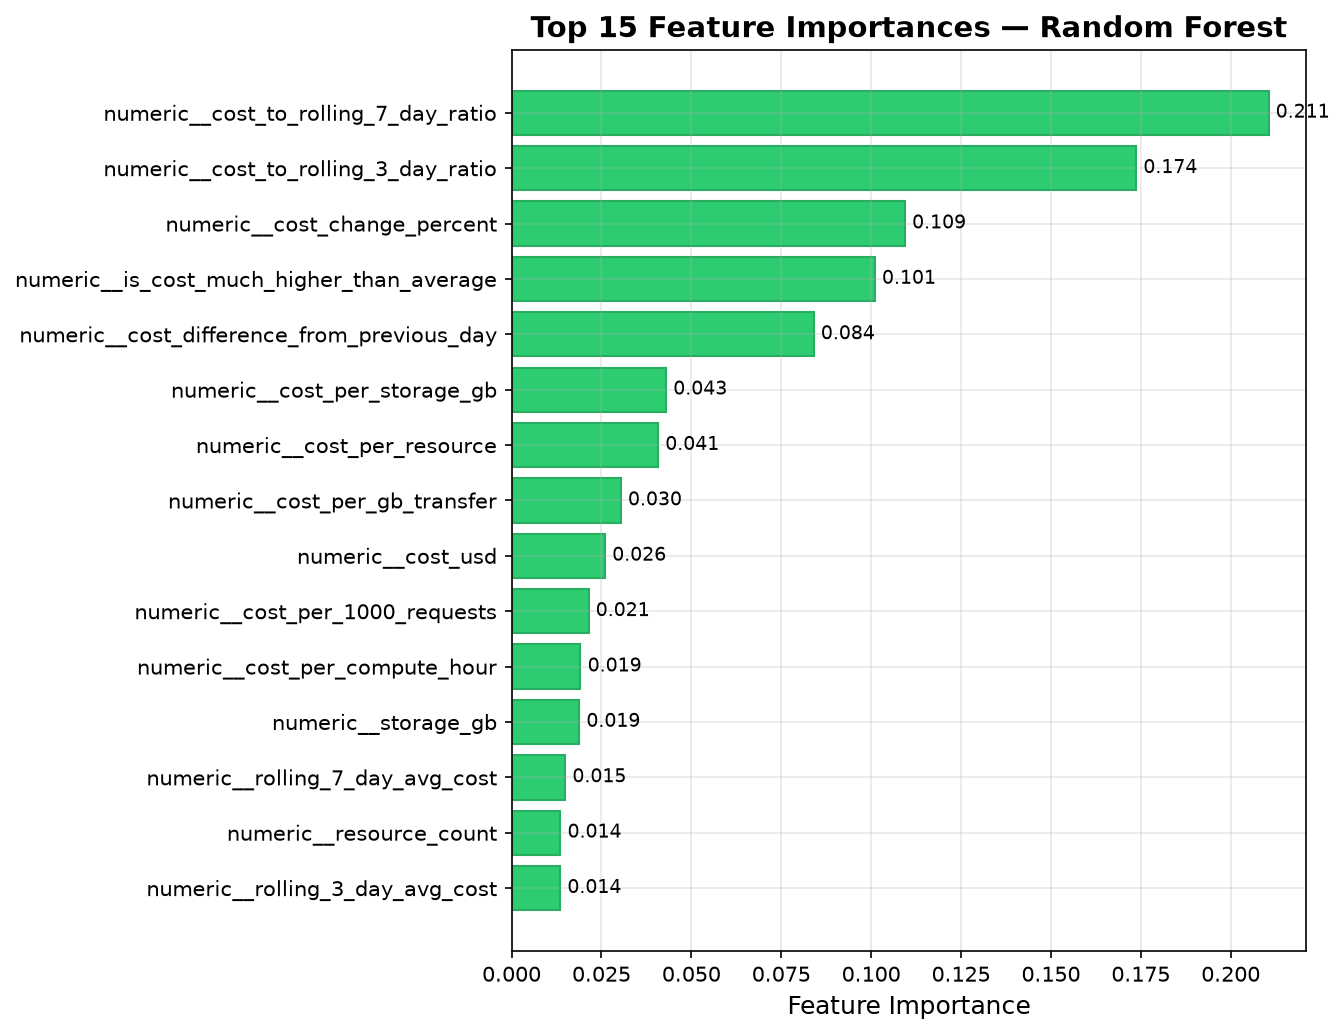 Top 15 Feature Importances — Random Forest
numeric__cost_to_rolling_7_day_ratio 0.211
numeric__cost_to_rolling_3_day_ratio 0.174
numeric__cost_change_percent 0.109
numeric__is_cost_much_higher_than_average 0.101
numeric__cost_difference_from_previous_day 0.084
numeric__cost_per_storage_gb 0.043
numeric__cost_per_resource 0.041
numeric__cost_per_gb_transfer 0.030
numeric__cost_usd 0.026
numeric__cost_per_1000_requests 0.021
numeric__cost_per_compute_hour 0.019
numeric__storage_gb 0.019
numeric__rolling_7_day_avg_cost 0.015
numeric__resource_count 0.014
numeric__rolling_3_day_avg_cost 0.014
0.000 0.025 0.050 0.075 0.100 0.125 0.150 0.175 0.200
Feature Importance